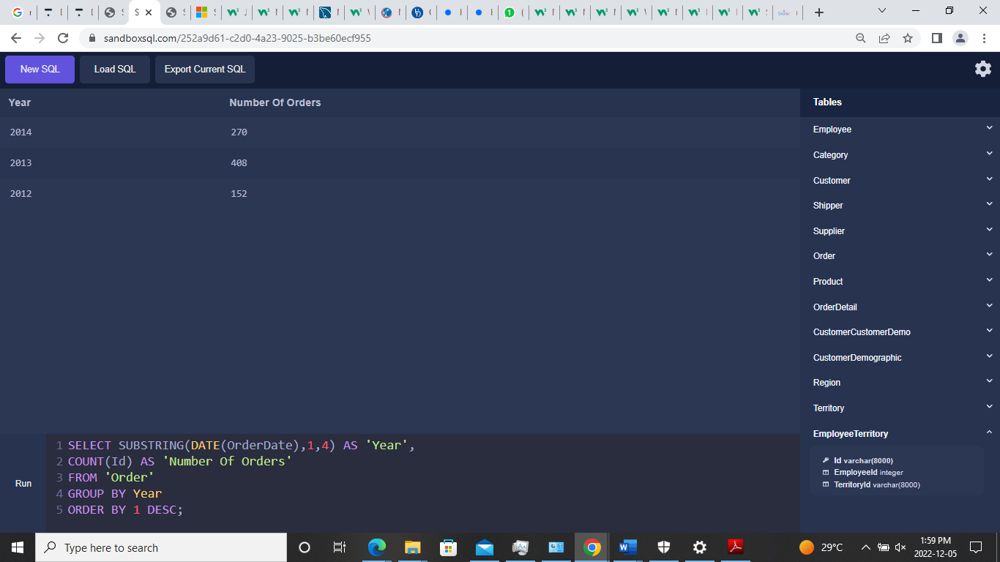 sandboxsql.com/252a9d61-c2d0-4a23-9025-b3be60ecf955
New SQL
Load SQL
Export Current SQL
Year Number Of Orders
2014 270
2013 408
2012 152
Tables
Employee
Category
Customer
Shipper
Supplier
Order
Product
OrderDetail
CustomerCustomerDemo
CustomerDemographic
Region
Territory
EmployeeTerritory
Id varchar(8000)
EmployeeId integer
TerritoryId varchar(8000)
Run
1 SELECT SUBSTRING(DATE(OrderDate),1,4) AS 'Year',
2 COUNT(Id) AS 'Number Of Orders'
3 FROM 'Order'
4 GROUP BY Year
5 ORDER BY 1 DESC;
Type here to search
29°C
1:59 PM
2022-12-05